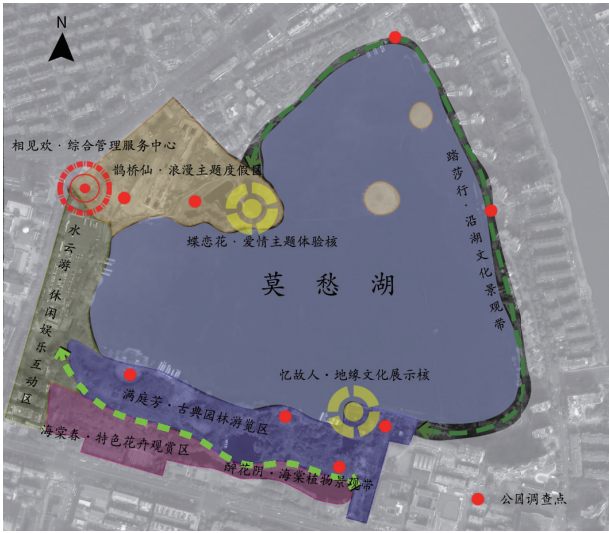 N
相见欢·综合管理服务中心
鹊桥仙·浪漫主题度假区
蝶恋花·爱情主题体验核
踏莎行·沿湖文化景观带
水云游·休闲娱乐互动区
莫愁湖
忆故人·地缘文化展示核
满庭芳·古典园林游览区
海棠春·特色花卉观赏区
醉花阴·海棠植物景观带
公园调查点